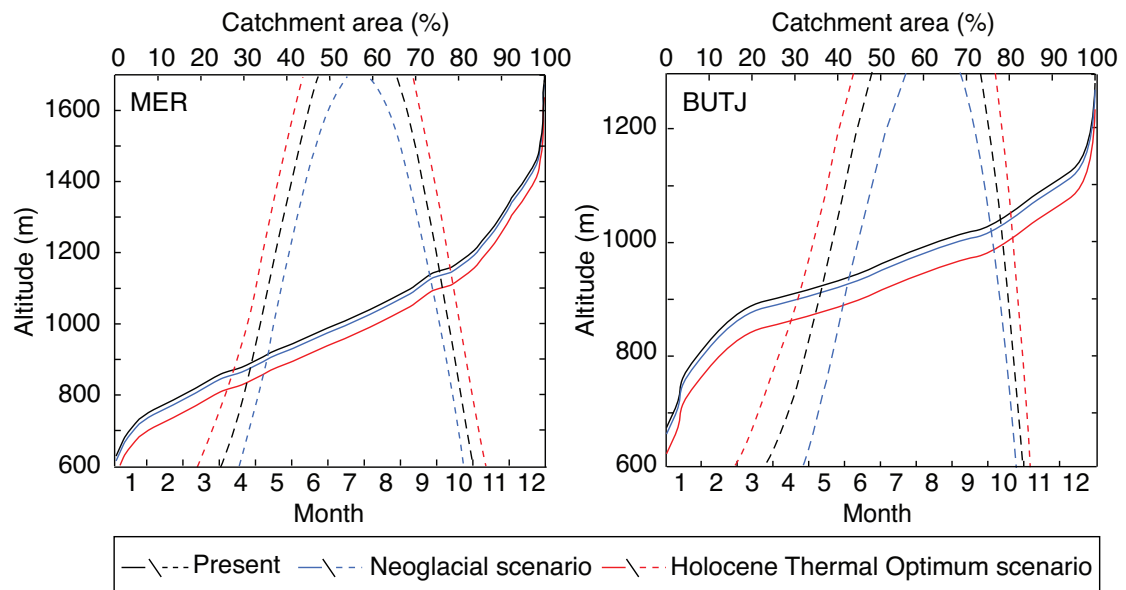 Catchment area (%)
0 10 20 30 40 50 60 70 80 90 100
MER
1600
1400
1200
1000
800
600
Altitude (m)
1 2 3 4 5 6 7 8 9 10 11 12
Month
Catchment area (%)
0 10 20 30 40 50 60 70 80 90 100
BUTJ
1200
1000
800
600
Altitude (m)
1 2 3 4 5 6 7 8 9 10 11 12
Month
Present Neoglacial scenario Holocene Thermal Optimum scenario